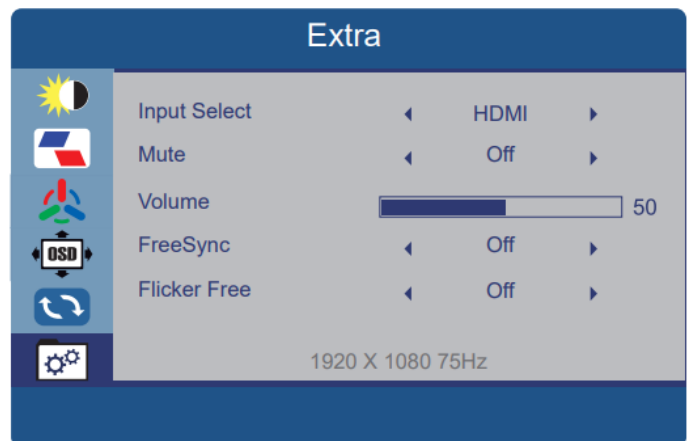 Extra
Input Select HDMI
Mute Off
Volume 50
FreeSync Off
OSD
Flicker Free Off
1920 X 1080 75Hz